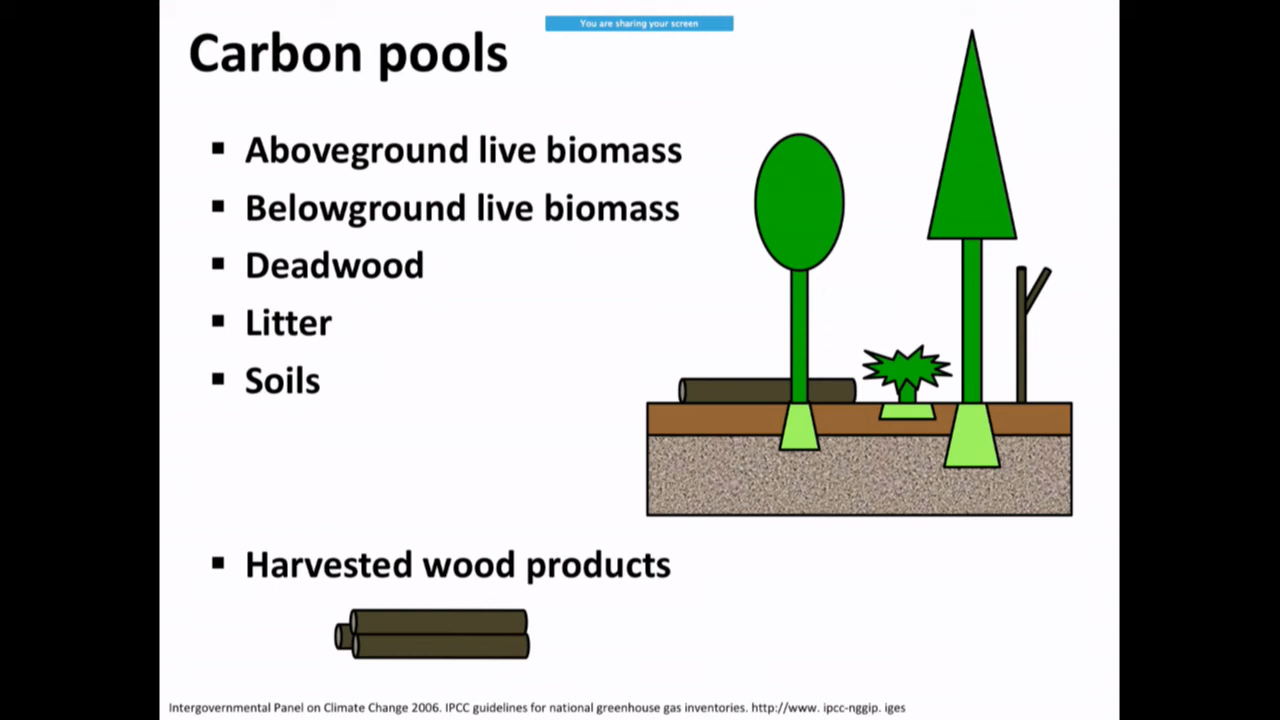 You are sharing your screen
Carbon pools
▪ Aboveground live biomass
▪ Belowground live biomass
▪ Deadwood
▪ Litter
▪ Soils
▪ Harvested wood products
Intergovernmental Panel on Climate Change 2006. IPCC guidelines for national greenhouse gas inventories. http://www. ipcc-nggip. iges